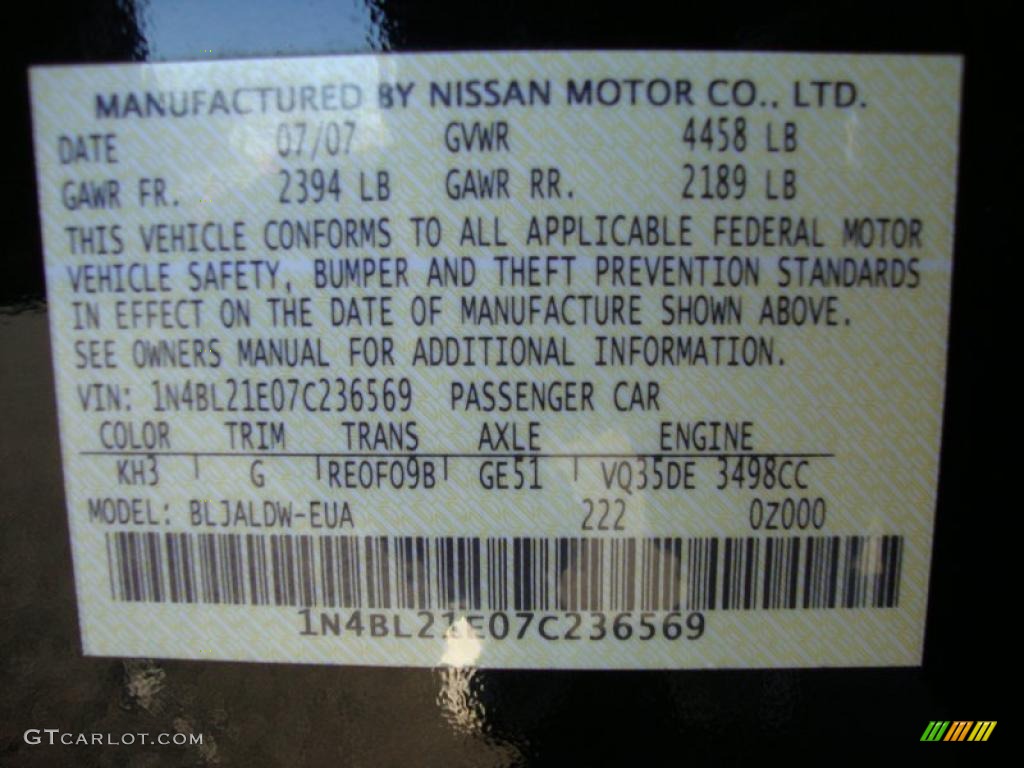 MANUFACTURED BY NISSAN MOTOR CO., LTD.
DATE 07/07 GVWR 4458 LB
GAWR FR. 2394 LB GAWR RR. 2189 LB
THIS VEHICLE CONFORMS TO ALL APPLICABLE FEDERAL MOTOR
VEHICLE SAFETY, BUMPER AND THEFT PREVENTION STANDARDS
IN EFFECT ON THE DATE OF MANUFACTURE SHOWN ABOVE.
SEE OWNERS MANUAL FOR ADDITIONAL INFORMATION.
VIN: 1N4BL21E07C236569 PASSENGER CAR
COLOR TRIM TRANS AXLE ENGINE
KH3 G RE0F09B GE51 VQ35DE 3498CC
MODEL: BLJALDW-EUA 222 0Z000
1N4BL21E07C236569
GTCARLOT.COM